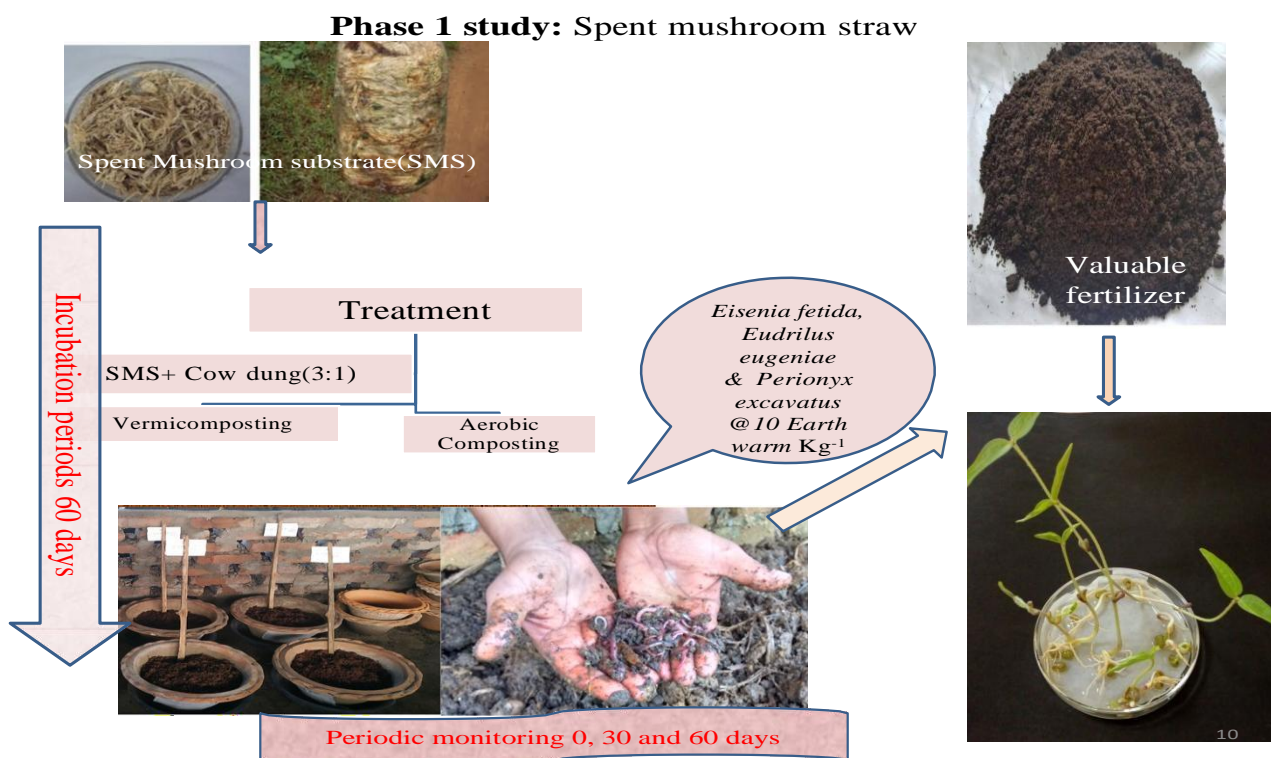 Phase 1 study: Spent mushroom straw
Spent Mushroom substrate(SMS)
Incubation periods 60 days
Treatment
SMS+ Cow dung(3:1)
Vermicomposting
Aerobic
Composting
Eisenia fetida,
Eudrilus
eugeniae
& Perionyx
excavatus
@10 Earth
warm Kg-1
Periodic monitoring 0, 30 and 60 days
Valuable
fertilizer
10